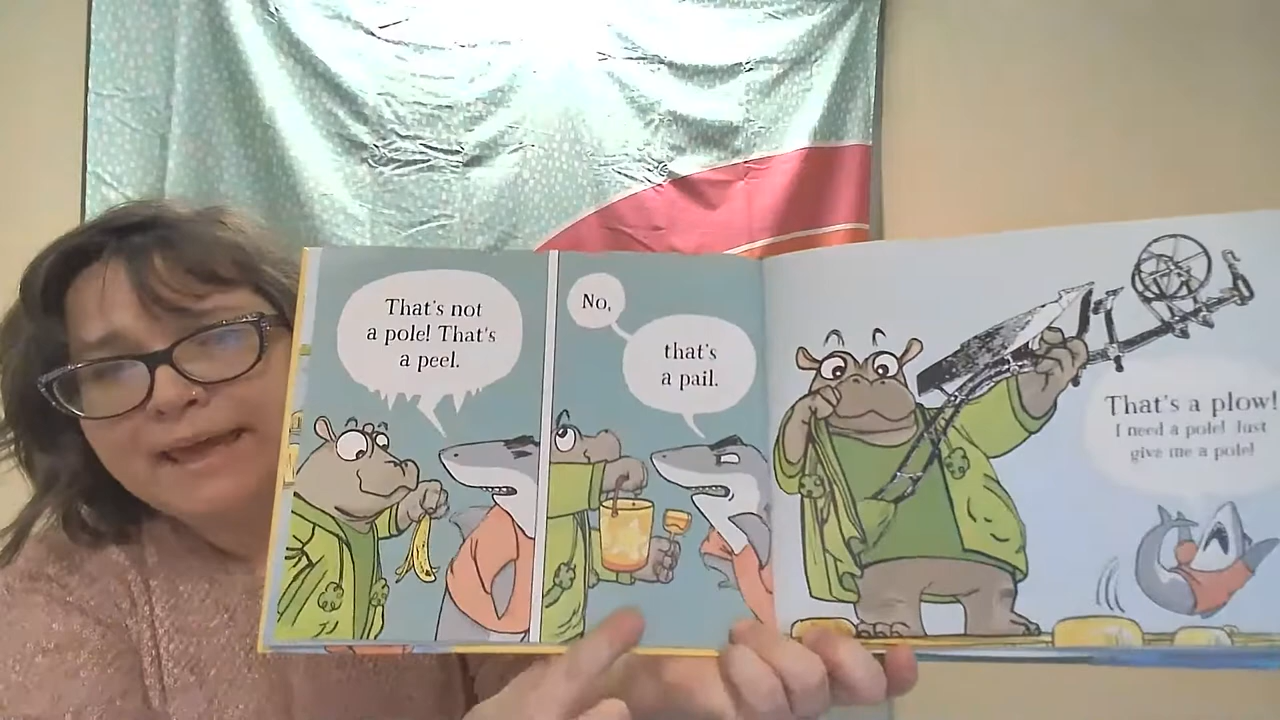 That's not
a pole! That's
a peel.
No,
that's
a pail.
That's a plow!
I need a pole! Just
give me a pole!